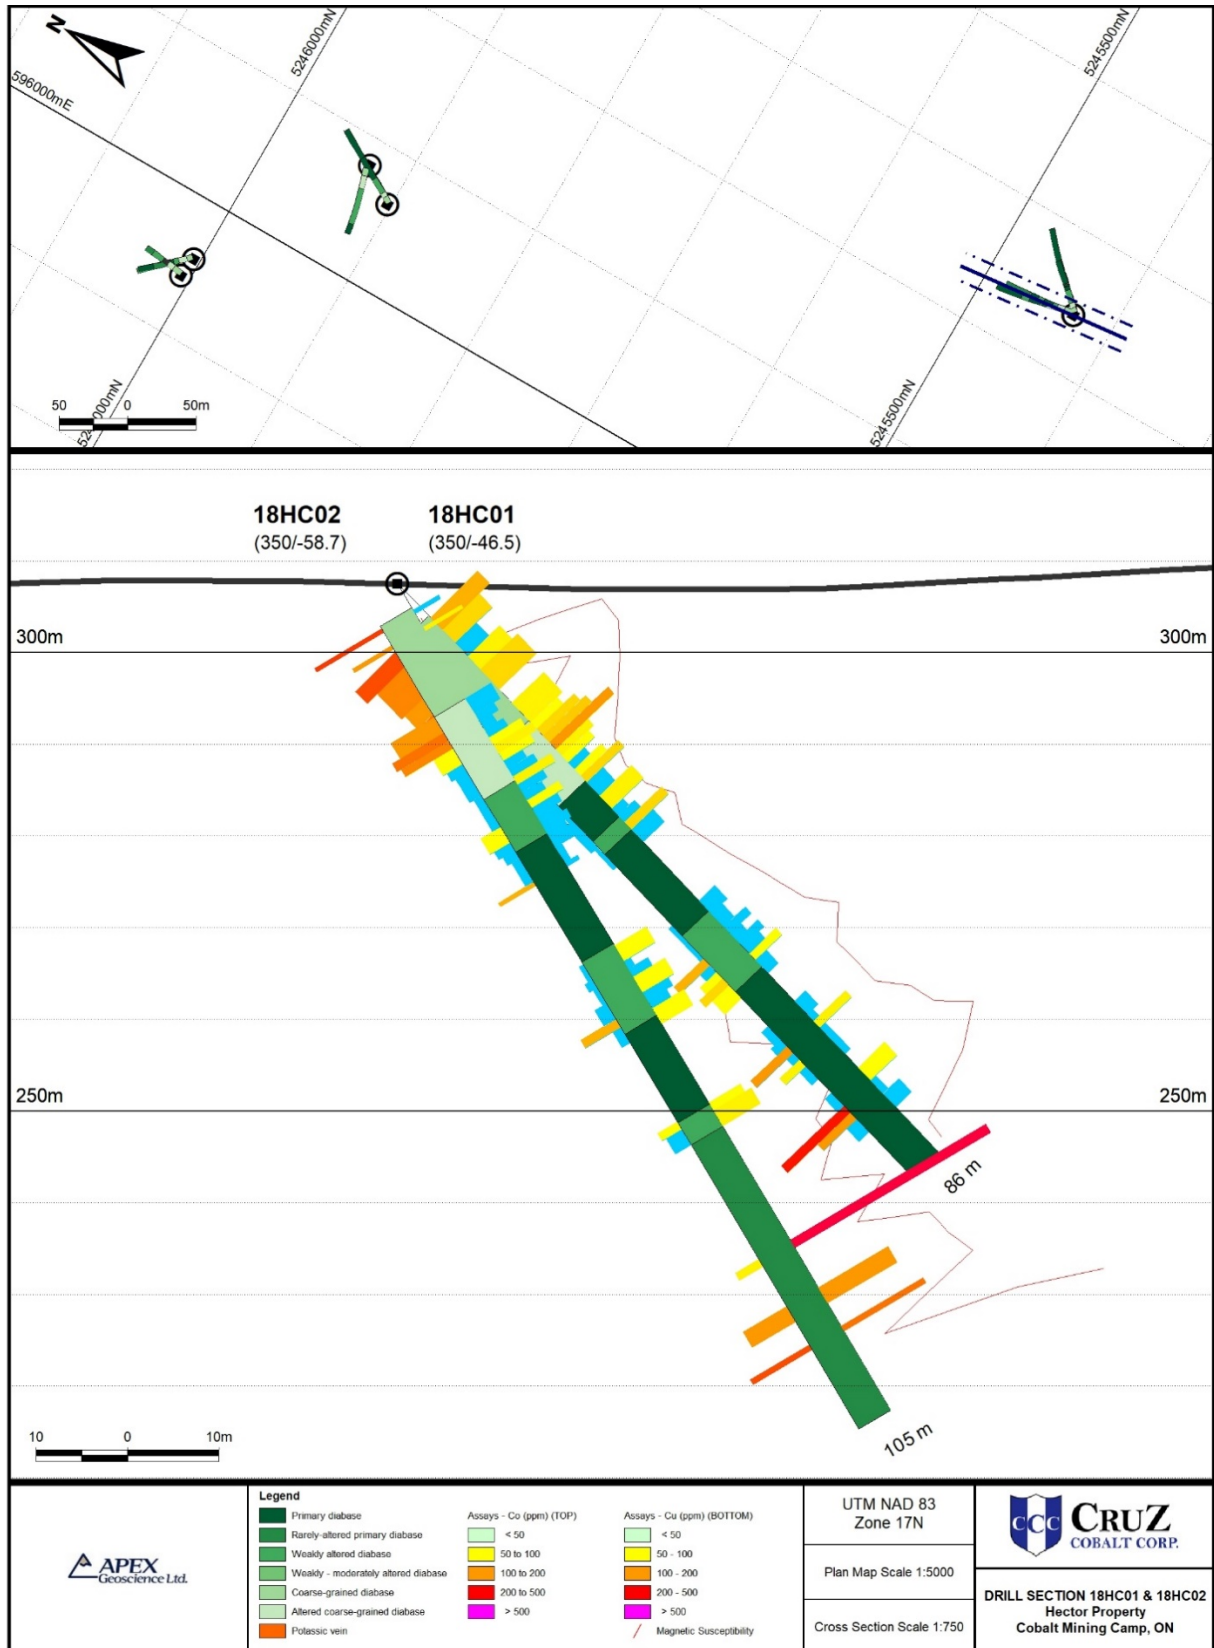 N
5246000mN
5245500mN
596000mE
50 0 50m
5245500mN
18HC02 18HC01
(350/-58.7) (350/-46.5)
300m 300m
250m 250m
86 m
105 m
10 0 10m
APEX
Geoscience Ltd.
Legend
Primary diabase
Rarely-altered primary diabase
Weakly altered diabase
Weakly - moderately altered diabase
Coarse-grained diabase
Altered coarse-grained diabase
Potassic vein
Assays - Co (ppm) (TOP)
< 50
50 to 100
100 to 200
200 to 500
> 500
Assays - Cu (ppm) (BOTTOM)
< 50
50 - 100
100 - 200
200 - 500
> 500
Magnetic Susceptibility
UTM NAD 83
Zone 17N
Plan Map Scale 1:5000
Cross Section Scale 1:750
CCC
CRUZ
COBALT CORP.
DRILL SECTION 18HC01 & 18HC02
Hector Property
Cobalt Mining Camp, ON